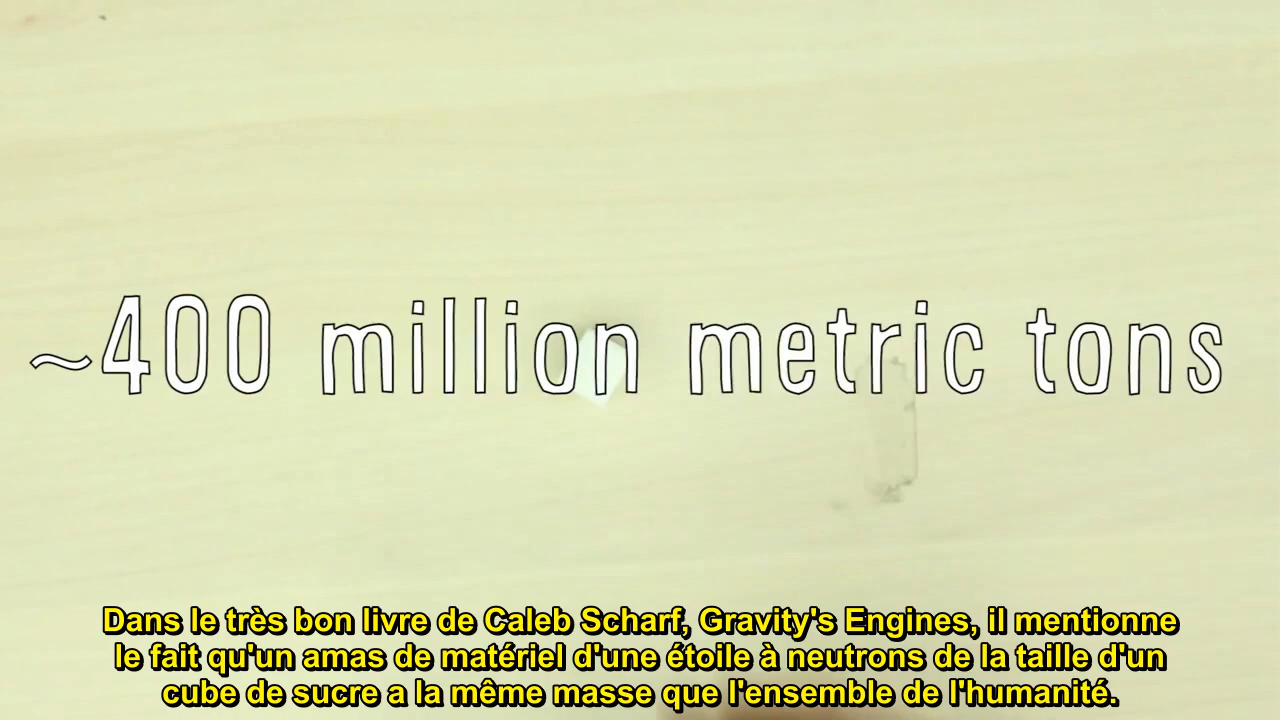 ~400 million metric tons
Dans le très bon livre de Caleb Scharf, Gravity's Engines, il mentionne
le fait qu'un amas de matériel d'une étoile à neutrons de la taille d'un
cube de sucre a la même masse que l'ensemble de l'humanité.